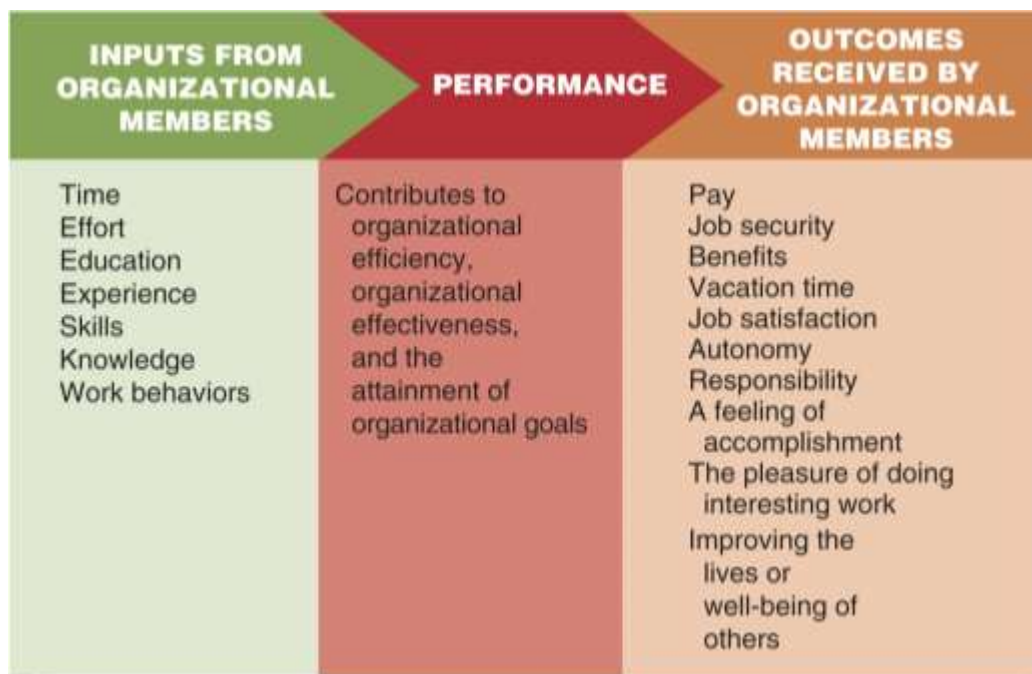 INPUTS FROM
ORGANIZATIONAL
MEMBERS
PERFORMANCE
OUTCOMES
RECEIVED BY
ORGANIZATIONAL
MEMBERS
Time
Effort
Education
Experience
Skills
Knowledge
Work behaviors
Contributes to
organizational
efficiency,
organizational
effectiveness,
and the
attainment of
organizational goals
Pay
Job security
Benefits
Vacation time
Job satisfaction
Autonomy
Responsibility
A feeling of
accomplishment
The pleasure of doing
interesting work
Improving the
lives or
well-being of
others